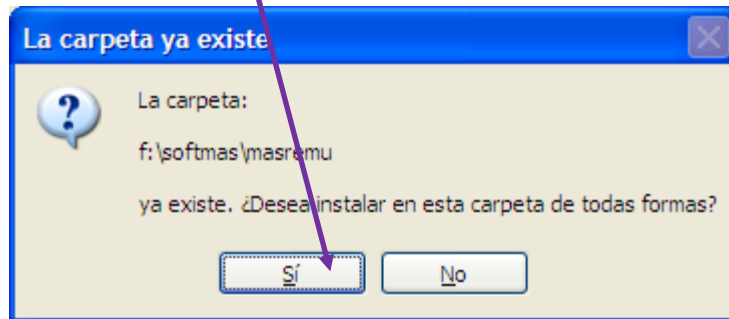 La carpeta ya existe
La carpeta:
f:\softmas\masremu
ya existe. ¿Desea instalar en esta carpeta de todas formas?
Sí
No